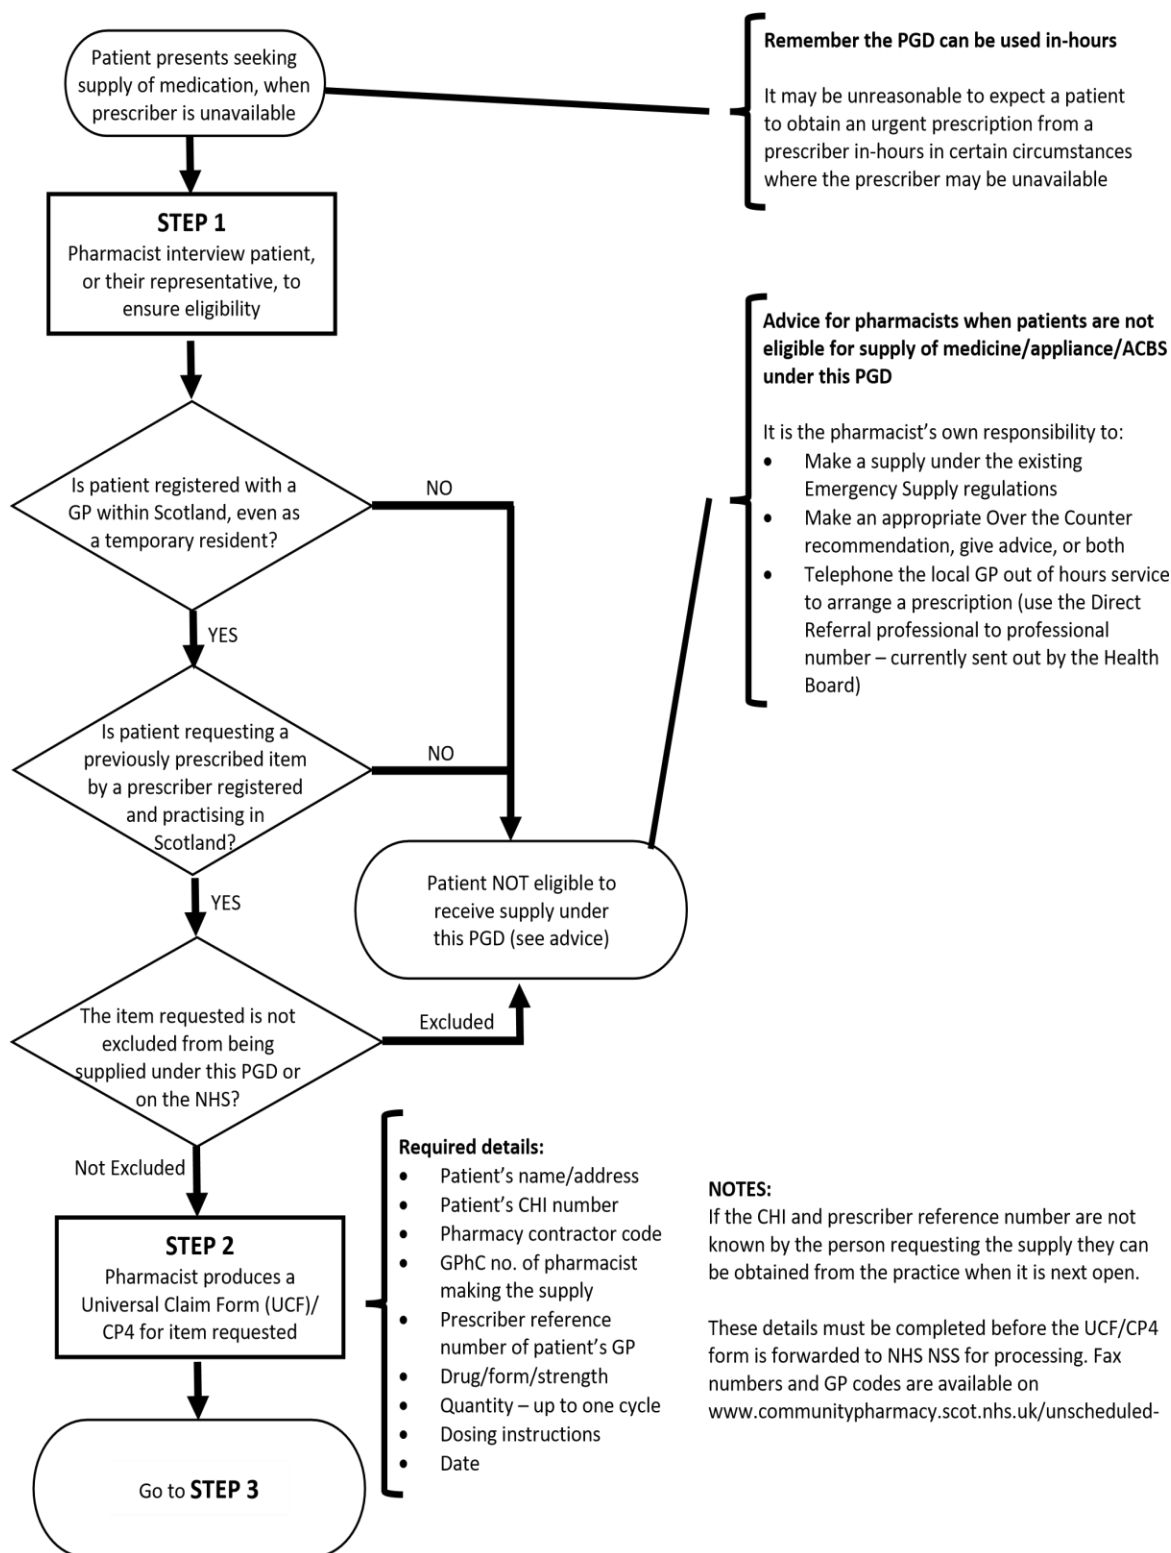 Patient presents seeking
supply of medication, when
prescriber is unavailable
Remember the PGD can be used in-hours
It may be unreasonable to expect a patient
to obtain an urgent prescription from a
prescriber in-hours in certain circumstances
where the prescriber may be unavailable
STEP 1
Pharmacist interview patient,
or their representative, to
ensure eligibility
Advice for pharmacists when patients are not
eligible for supply of medicine/appliance/ACBS
under this PGD
It is the pharmacist’s own responsibility to:
• Make a supply under the existing
Emergency Supply regulations
• Make an appropriate Over the Counter
recommendation, give advice, or both
• Telephone the local GP out of hours service
to arrange a prescription (use the Direct
Referral professional to professional
number – currently sent out by the Health
Board)
Is patient registered with a
GP within Scotland, even as
a temporary resident?
NO
YES
Is patient requesting a
previously prescribed item
by a prescriber registered
and practising in
Scotland?
NO
YES
Patient NOT eligible to
receive supply under
this PGD (see advice)
The item requested is not
excluded from being
supplied under this PGD or
on the NHS?
Excluded
Not Excluded
STEP 2
Pharmacist produces a
Universal Claim Form (UCF)/
CP4 for item requested
Required details:
• Patient’s name/address
• Patient’s CHI number
• Pharmacy contractor code
• GPhC no. of pharmacist
making the supply
• Prescriber reference
number of patient’s GP
• Drug/form/strength
• Quantity – up to one cycle
• Dosing instructions
• Date
NOTES:
If the CHI and prescriber reference number are not
known by the person requesting the supply they can
be obtained from the practice when it is next open.
These details must be completed before the UCF/CP4
form is forwarded to NHS NSS for processing. Fax
numbers and GP codes are available on
www.communitypharmacy.scot.nhs.uk/unscheduled-
Go to STEP 3